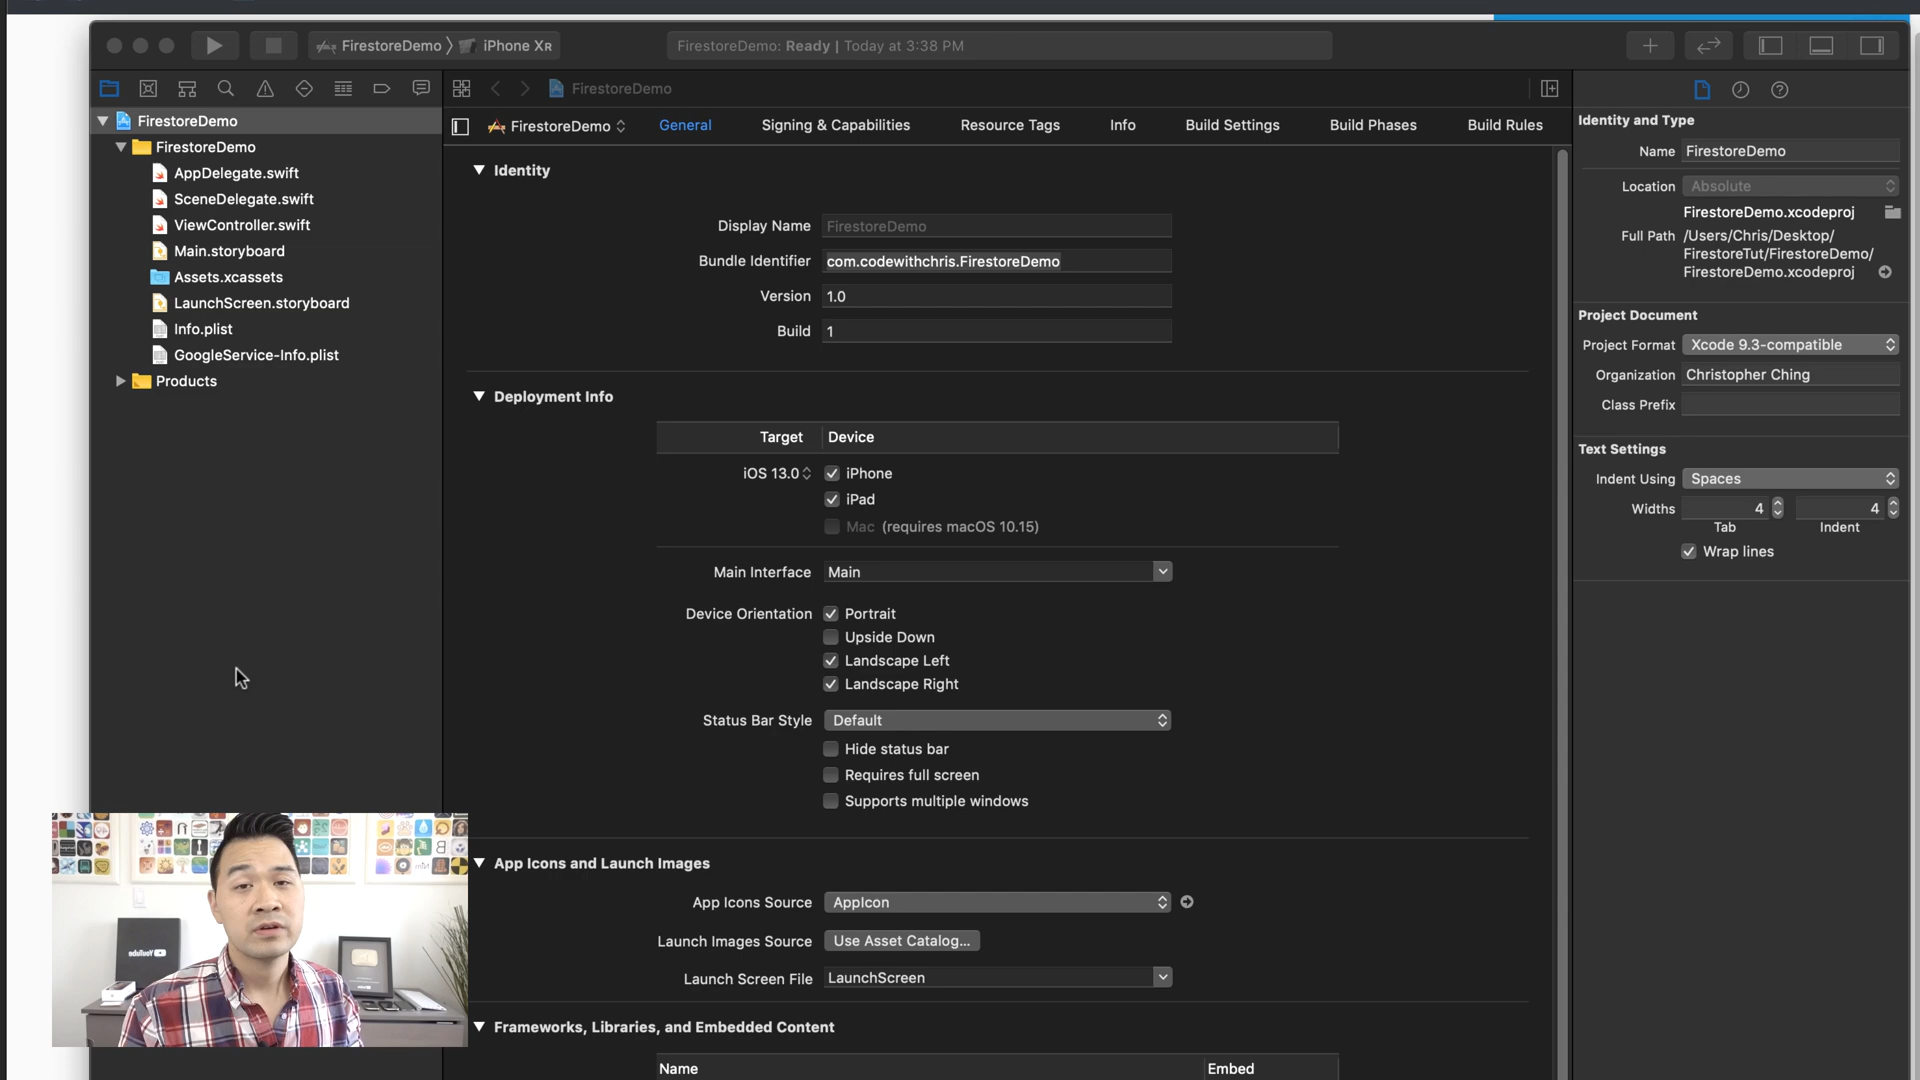 FirestoreDemo
iPhone XR
FirestoreDemo: Ready | Today at 3:38 PM
FirestoreDemo
FirestoreDemo
FirestoreDemo
AppDelegate.swift
SceneDelegate.swift
ViewController.swift
Main.storyboard
Assets.xcassets
LaunchScreen.storyboard
Info.plist
GoogleService-Info.plist
Products
FirestoreDemo
General
Signing & Capabilities
Resource Tags
Info
Build Settings
Build Phases
Build Rules
Identity
Display Name FirestoreDemo
Bundle Identifier com.codewithchris.FirestoreDemo
Version 1.0
Build 1
Deployment Info
Target Device
iOS 13.0 iPhone
iPad
Mac (requires macOS 10.15)
Main Interface Main
Device Orientation Portrait
Upside Down
Landscape Left
Landscape Right
Status Bar Style Default
Hide status bar
Requires full screen
Supports multiple windows
App Icons and Launch Images
App Icons Source AppIcon
Launch Images Source Use Asset Catalog...
Launch Screen File LaunchScreen
Frameworks, Libraries, and Embedded Content
Name Embed
Identity and Type
Name FirestoreDemo
Location Absolute
FirestoreDemo.xcodeproj
Full Path /Users/Chris/Desktop/
FirestoreTut/FirestoreDemo/
FirestoreDemo.xcodeproj
Project Document
Project Format Xcode 9.3-compatible
Organization Christopher Ching
Class Prefix
Text Settings
Indent Using Spaces
Widths 4 4
Tab Indent
Wrap lines
YouTube